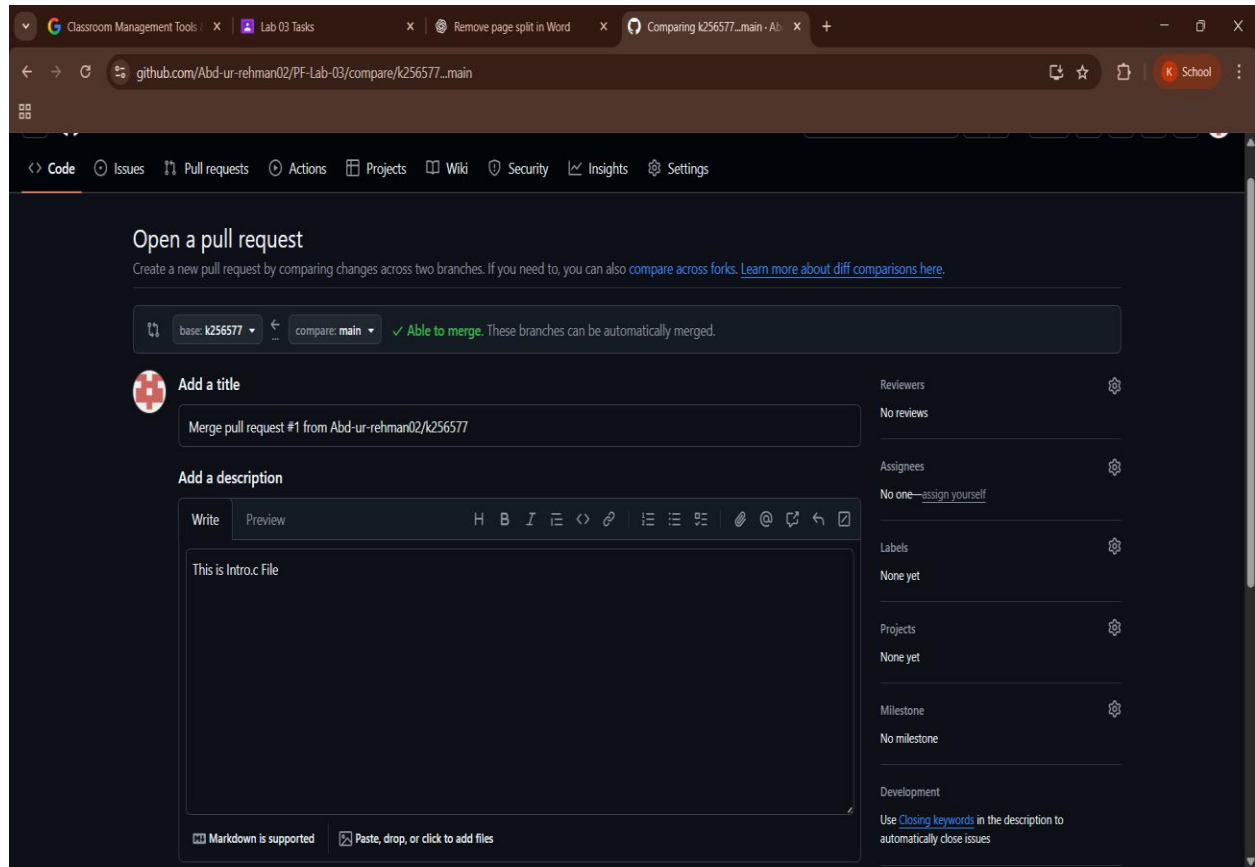 Classroom Management Tools
Lab 03 Tasks
Remove page split in Word
Comparing k256577...main · Ab
github.com/Abd-ur-rehman02/PF-Lab-03/compare/k256577...main
K School
Code Issues Pull requests Actions Projects Wiki Security Insights Settings
Open a pull request
Create a new pull request by comparing changes across two branches. If you need to, you can also compare across forks. Learn more about diff comparisons here.
base: k256577 ← compare: main ✓ Able to merge. These branches can be automatically merged.
Add a title
Merge pull request #1 from Abd-ur-rehman02/k256577
Add a description
Write Preview
This is Intro.c File
Markdown is supported
Paste, drop, or click to add files
Reviewers
No reviews
Assignees
No one—assign yourself
Labels
None yet
Projects
None yet
Milestone
No milestone
Development
Use Closing keywords in the description to
automatically close issues